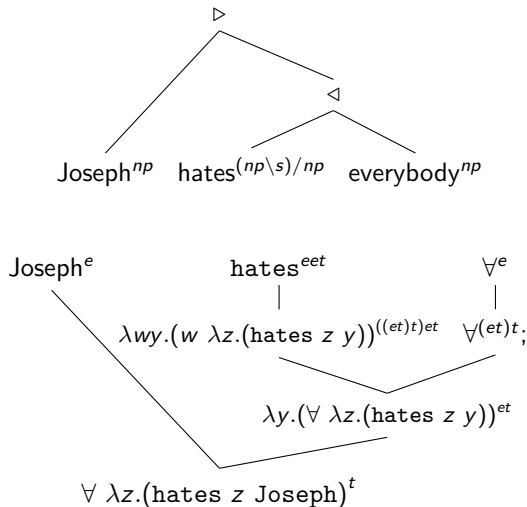 ▷
◁
Joseph^{np} hates^{(np\s)/np} everybody^{np}
Joseph^{e} hates^{eet} ∀^{e}
λwy.(w λz.(hates z y))^{((et)t)et} ∀^{(et)t};
λy.(∀ λz.(hates z y))^{et}
∀ λz.(hates z Joseph)^{t}